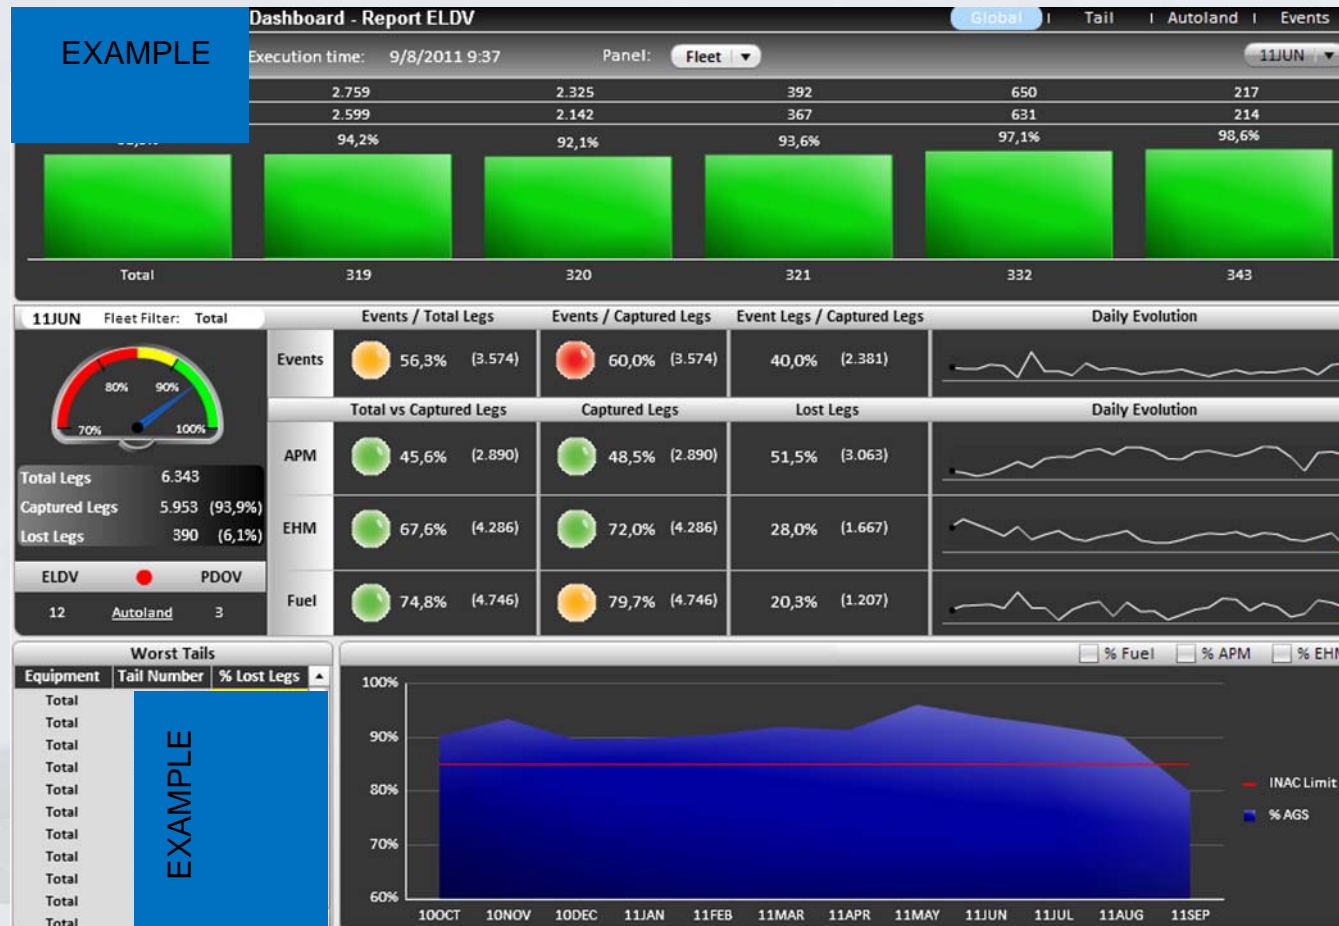 EXAMPLE
Dashboard - Report ELDV
Global | Tail | Autoland | Events
Execution time: 9/8/2011 9:37 Panel: Fleet 11JUN
2.759 2.325 392 650 217
2.599 2.142 367 631 214
94,2% 92,1% 93,6% 97,1% 98,6%
Total 319 320 321 332 343
11JUN Fleet Filter: Total
70% 80% 90% 100%
Total Legs 6.343
Captured Legs 5.953 (93,9%)
Lost Legs 390 (6,1%)
ELDV PDOV
12 Autoland 3
Events / Total Legs Events / Captured Legs Event Legs / Captured Legs Daily Evolution
Events 56,3% (3.574) 60,0% (3.574) 40,0% (2.381)
Total vs Captured Legs Captured Legs Lost Legs Daily Evolution
APM 45,6% (2.890) 48,5% (2.890) 51,5% (3.063)
EHM 67,6% (4.286) 72,0% (4.286) 28,0% (1.667)
Fuel 74,8% (4.746) 79,7% (4.746) 20,3% (1.207)
Worst Tails
Equipment Tail Number % Lost Legs
Total
Total
Total
Total
Total
Total
Total
Total
Total
Total
Total
EXAMPLE
% Fuel % APM % EHM
100%
90%
80%
70%
60%
10OCT 10NOV 10DEC 11JAN 11FEB 11MAR 11APR 11MAY 11JUN 11JUL 11AUG 11SEP
INAC Limit
% AGS